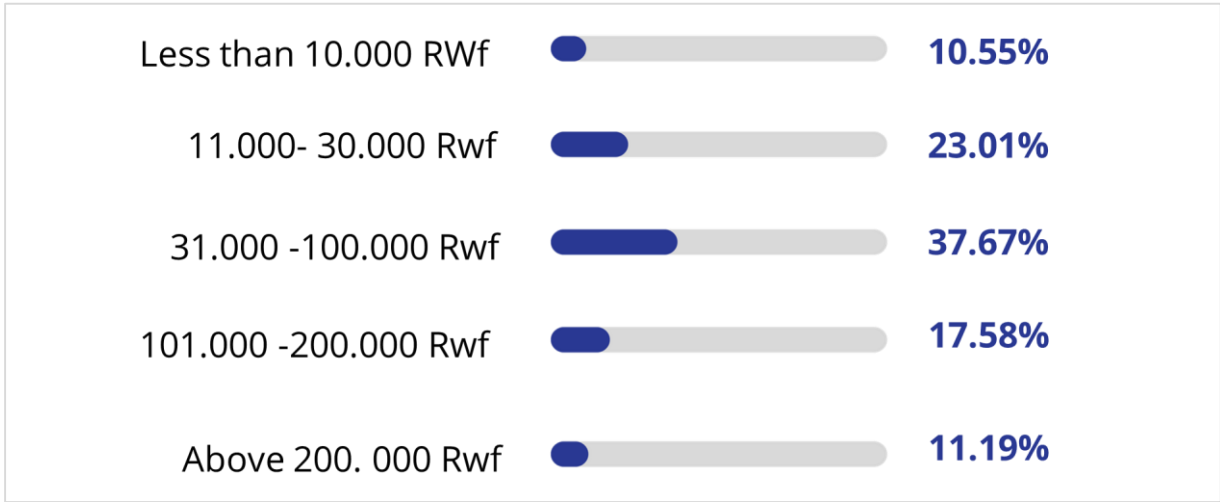 Less than 10.000 RWf 10.55%
11.000- 30.000 Rwf 23.01%
31.000 -100.000 Rwf 37.67%
101.000 -200.000 Rwf 17.58%
Above 200. 000 Rwf 11.19%